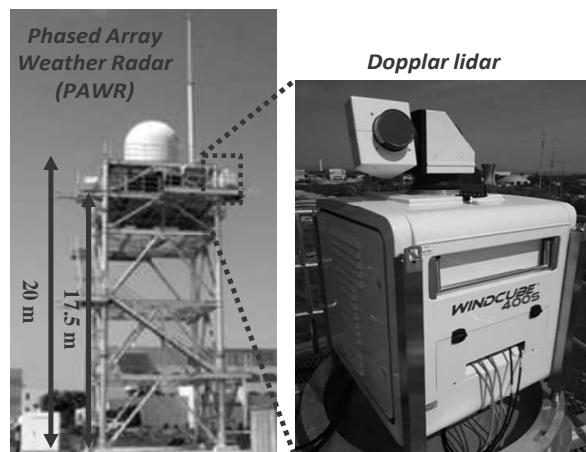 Phased Array
Weather Radar
(PAWR)
Dopplar lidar
20 m
17.5 m
WINDCUBE
400S